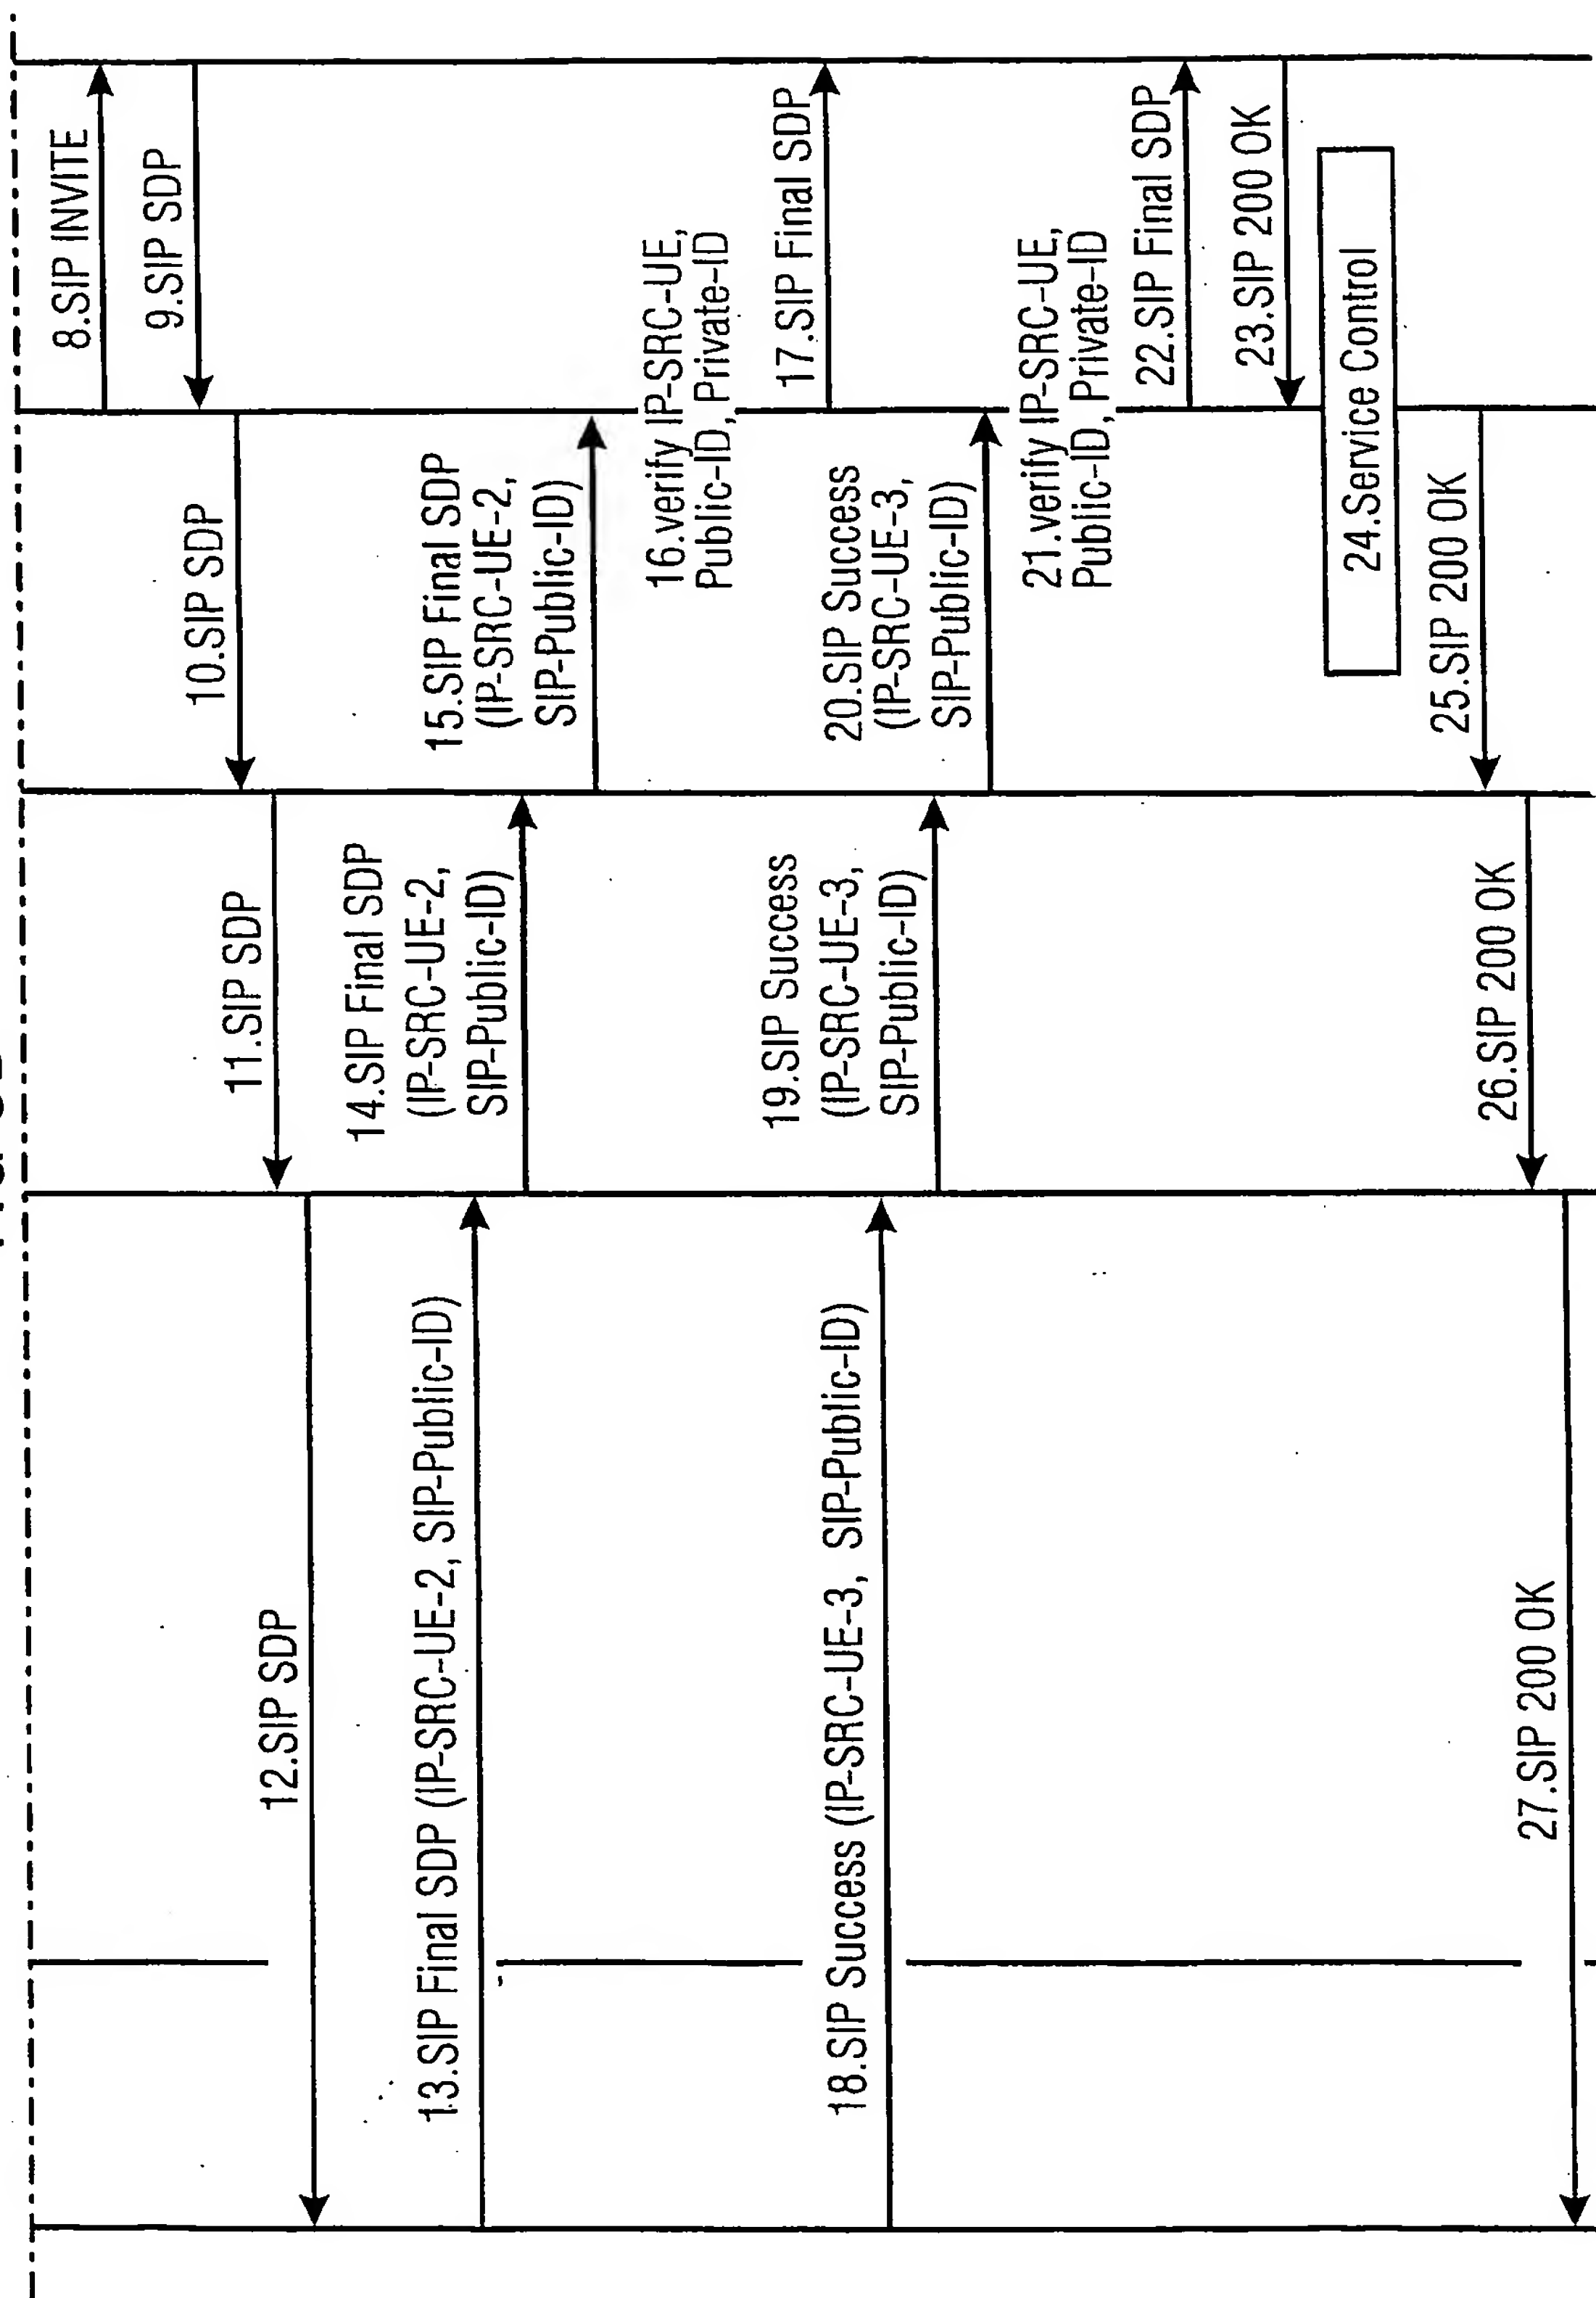 8.SIP INVITE
9.SIP SDP
10.SIP SDP
11.SIP SDP
12.SIP SDP
13.SIP Final SDP (IP-SRC-UE-2, SIP-Public-ID)
14.SIP Final SDP
(IP-SRC-UE-2,
SIP-Public-ID)
15.SIP Final SDP
(IP-SRC-UE-2,
SIP-Public-ID)
16.verify IP-SRC-UE,
Public-ID, Private-ID
17.SIP Final SDP
18.SIP Success (IP-SRC-UE-3, SIP-Public-ID)
19.SIP Success
(IP-SRC-UE-3,
SIP-Public-ID)
20.SIP Success
(IP-SRC-UE-3,
SIP-Public-ID)
21.verify IP-SRC-UE,
Public-ID, Private-ID
22.SIP Final SDP
23.SIP 200 OK
24.Service Control
25.SIP 200 OK
26.SIP 200 OK
27.SIP 200 OK